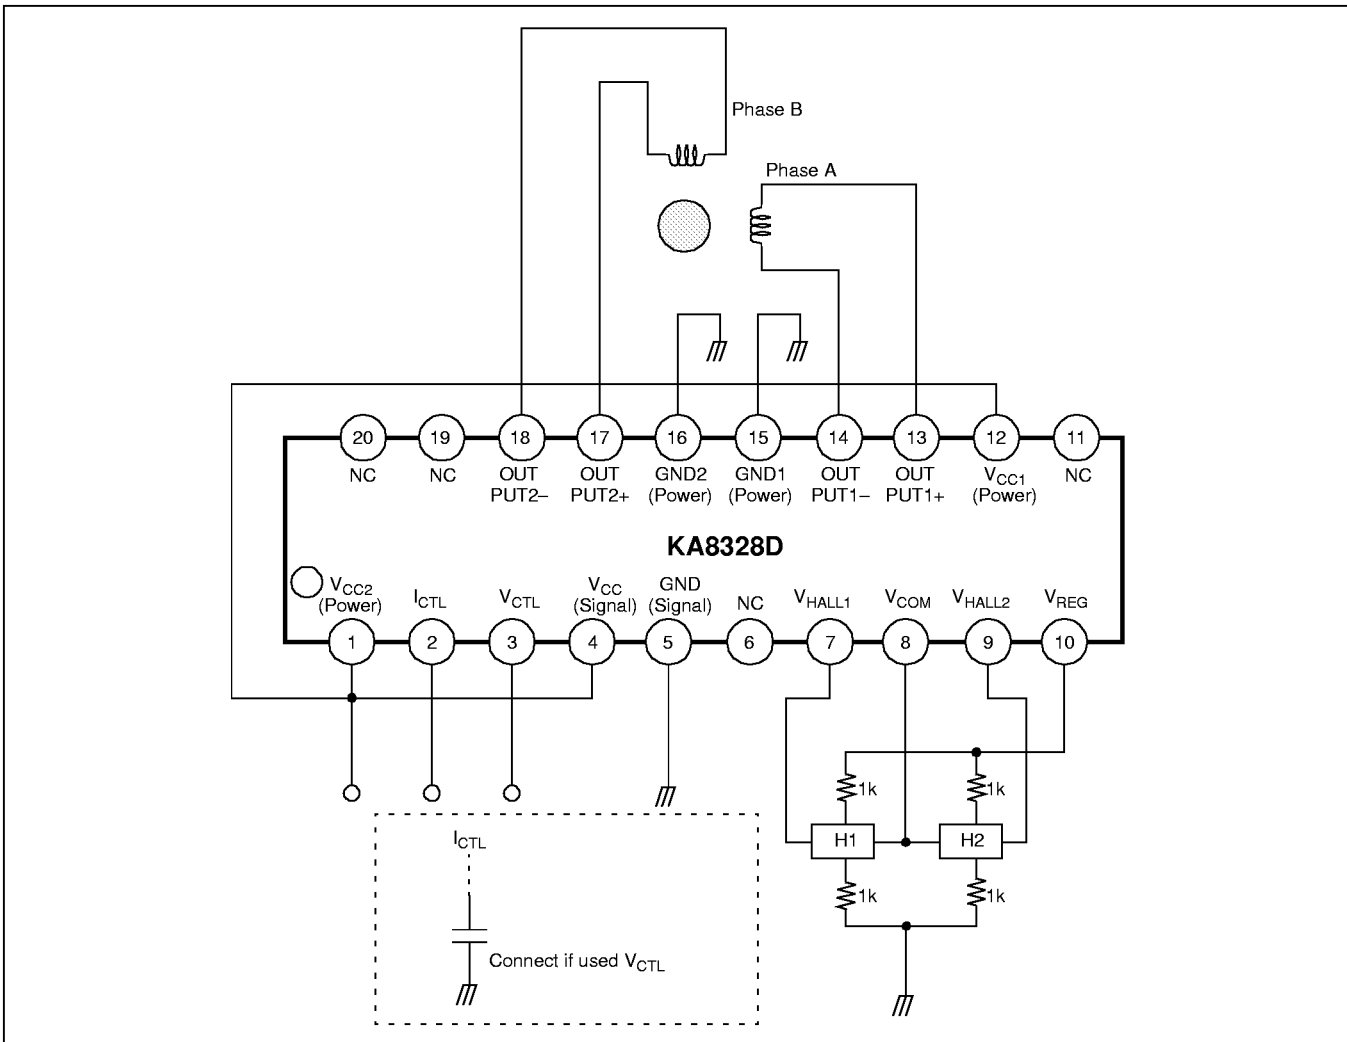 Phase B
Phase A
20 19 18 17 16 15 14 13 12 11
NC NC OUT PUT2– OUT PUT2+ GND2 (Power) GND1 (Power) OUT PUT1– OUT PUT1+ VCC1 (Power) NC
KA8328D
VCC2 (Power) ICTL VCTL VCC (Signal) GND (Signal) NC VHALL1 VCOM VHALL2 VREG
1 2 3 4 5 6 7 8 9 10
1k 1k
H1 H2
1k 1k
ICTL
Connect if used VCTL